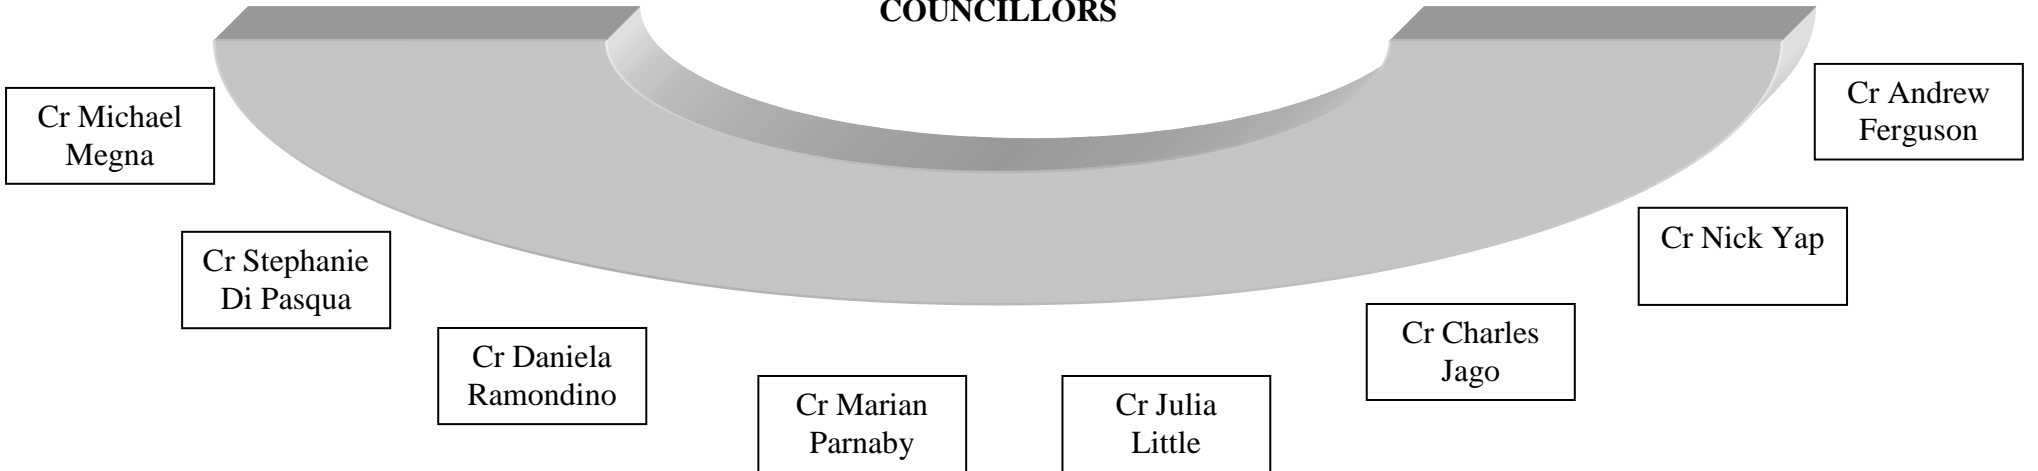 COUNCILLORS
Cr Michael
Megna
Cr Stephanie
Di Pasqua
Cr Daniela
Ramondino
Cr Marian
Parnaby
Cr Julia
Little
Cr Charles
Jago
Cr Nick Yap
Cr Andrew
Ferguson